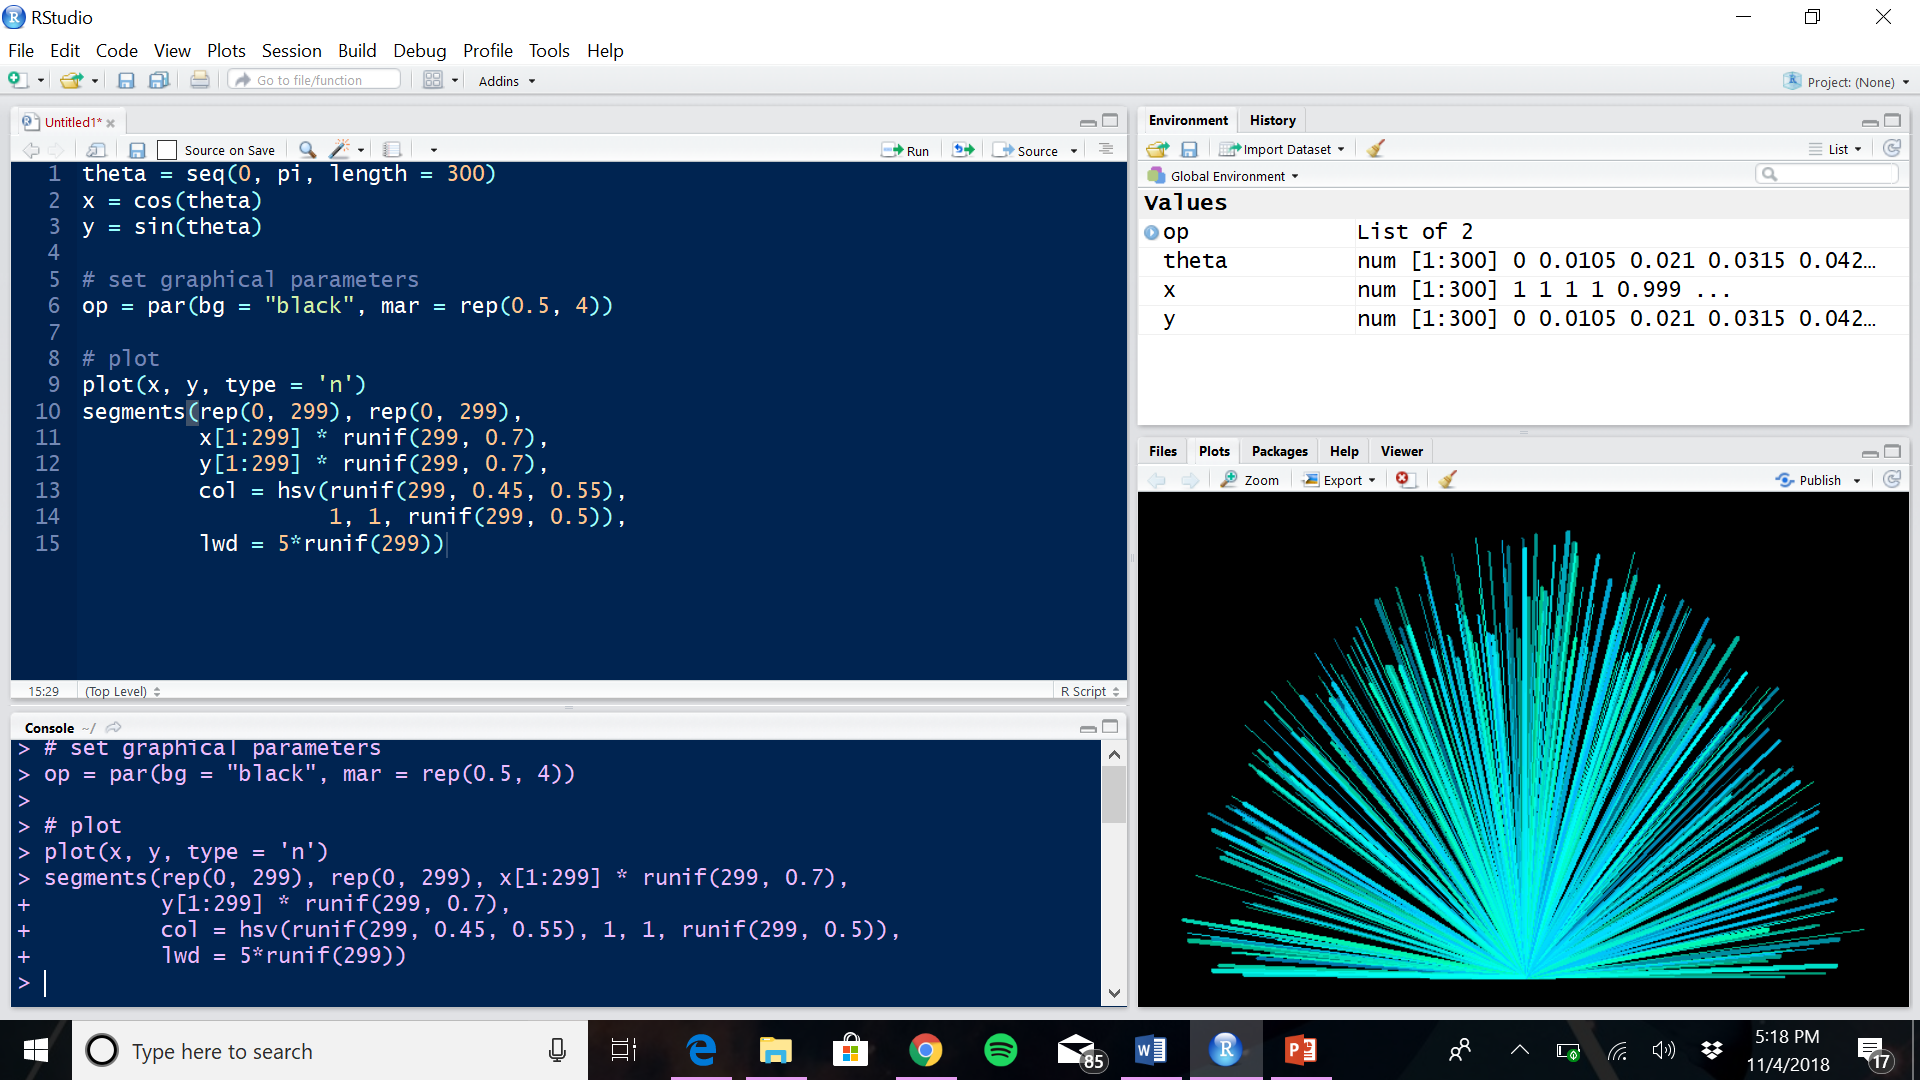 RStudio
File Edit Code View Plots Session Build Debug Profile Tools Help
Go to file/function
Addins
Project: (None)
Untitled1*
Source on Save
Run
Source
1 theta = seq(0, pi, length = 300)
2 x = cos(theta)
3 y = sin(theta)
4
5 # set graphical parameters
6 op = par(bg = "black", mar = rep(0.5, 4))
7
8 # plot
9 plot(x, y, type = 'n')
10 segments(rep(0, 299), rep(0, 299),
11 x[1:299] * runif(299, 0.7),
12 y[1:299] * runif(299, 0.7),
13 col = hsv(runif(299, 0.45, 0.55),
14 1, 1, runif(299, 0.5)),
15 lwd = 5*runif(299))
15:29 (Top Level) R Script
Console ~/
> # set graphical parameters
> op = par(bg = "black", mar = rep(0.5, 4))
>
> # plot
> plot(x, y, type = 'n')
> segments(rep(0, 299), rep(0, 299), x[1:299] * runif(299, 0.7),
+ y[1:299] * runif(299, 0.7),
+ col = hsv(runif(299, 0.45, 0.55), 1, 1, runif(299, 0.5)),
+ lwd = 5*runif(299))
>
Environment History
Import Dataset
List
Global Environment
Values
op List of 2
theta num [1:300] 0 0.0105 0.021 0.0315 0.042…
x num [1:300] 1 1 1 1 0.999 ...
y num [1:300] 0 0.0105 0.021 0.0315 0.042…
Files Plots Packages Help Viewer
Zoom Export Publish
Type here to search
85
5:18 PM
11/4/2018
17